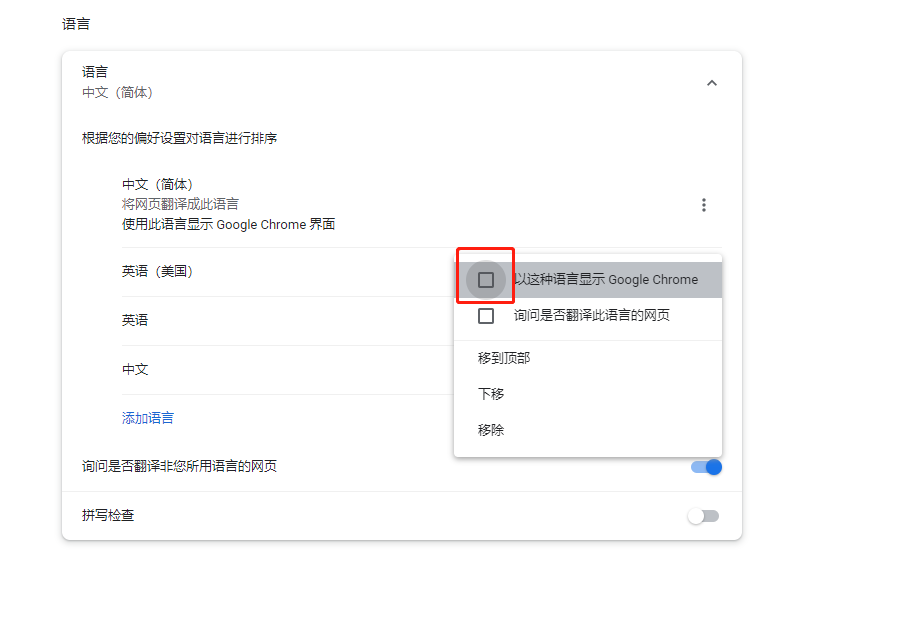 语言
语言
中文（简体）
根据您的偏好设置对语言进行排序
中文（简体）
将网页翻译成此语言
使用此语言显示 Google Chrome 界面
英语（美国）
以这种语言显示 Google Chrome
询问是否翻译此语言的网页
英语
移到顶部
中文
下移
添加语言
移除
询问是否翻译非您所用语言的网页
拼写检查